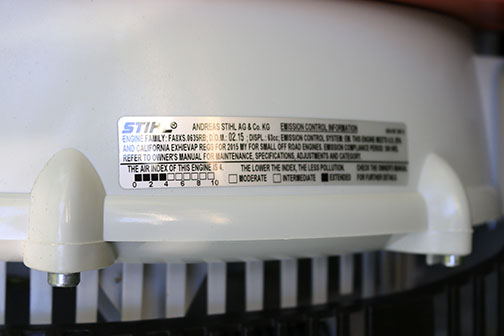 STIHL® ANDREAS STIHL AG & Co. KG EMISSION CONTROL INFORMATION
ENGINE FAMILY: FA8XS.0635RB; D.O.M.: 02.15; DISPL.: 63cc; EMISSION CONTROL SYSTEM: EM. THIS ENGINE MEETS U.S. EPA
AND CALIFORNIA EXH/EVAP REGS FOR 2015 MY FOR SMALL OFF ROAD ENGINES. EMISSION COMPLIANCE PERIOD: 300 HRS.
REFER TO OWNER'S MANUAL FOR MAINTENANCE, SPECIFICATIONS, ADJUSTMENTS AND CATEGORY.
THE AIR INDEX OF THIS ENGINE IS 4, THE LOWER THE INDEX, THE LESS POLLUTION. CHECK THE OWNER'S MANUAL
0 2 4 6 8 10 MODERATE INTERMEDIATE EXTENDED FOR FURTHER DETAILS